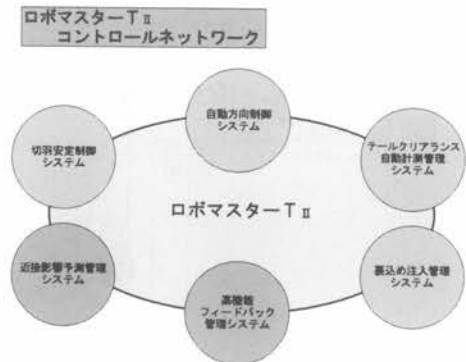 ロボマスターTⅡ
コントロールネットワーク
自動方向制御
システム
切羽安定制御
システム
テールクリアランス
自動計測管理
システム
ロボマスターTⅡ
近接影響予測管理
システム
高機能
フィードバック
管理システム
裏込め注入管理
システム